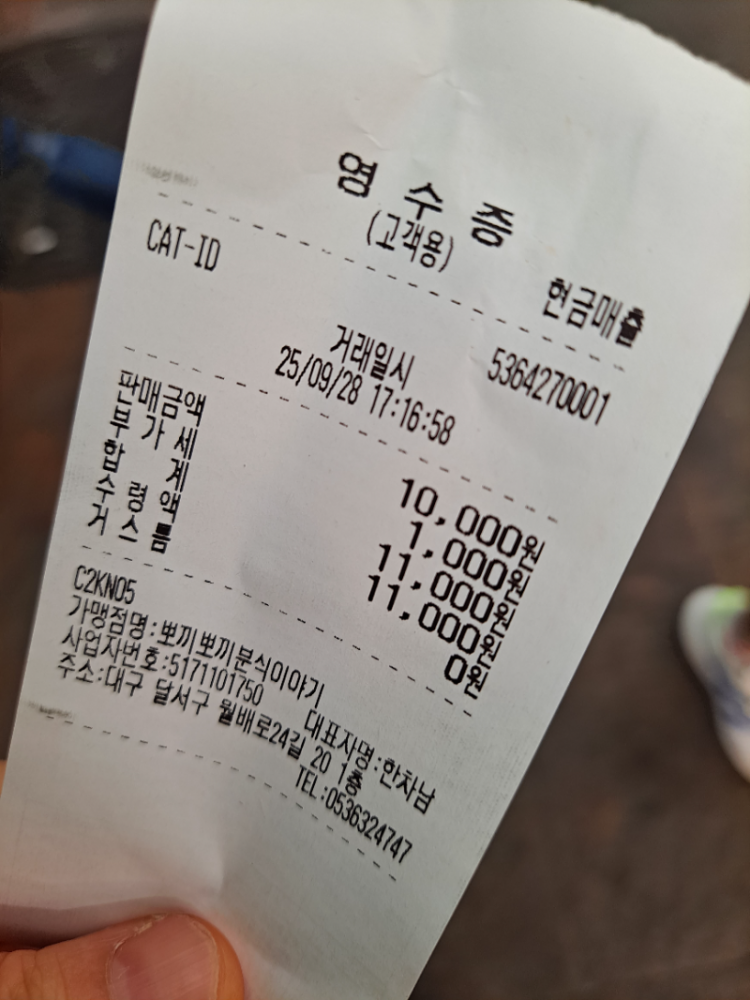 영 수 증
(고객용)
현금매출
CAT-ID 5364270001
거래일시
25/09/28 17:16:58
판매금액 10,000원
부 가 세 1,000원
합 계 11,000원
수 령 액 11,000원
거 스 름 0원
C2KN05
가맹점명:뽀끼뽀끼분식이야기
사업자번호:5171101750 대표자명:한차남
주소:대구 달서구 월배로24길 20 1층
TEL:0536324747